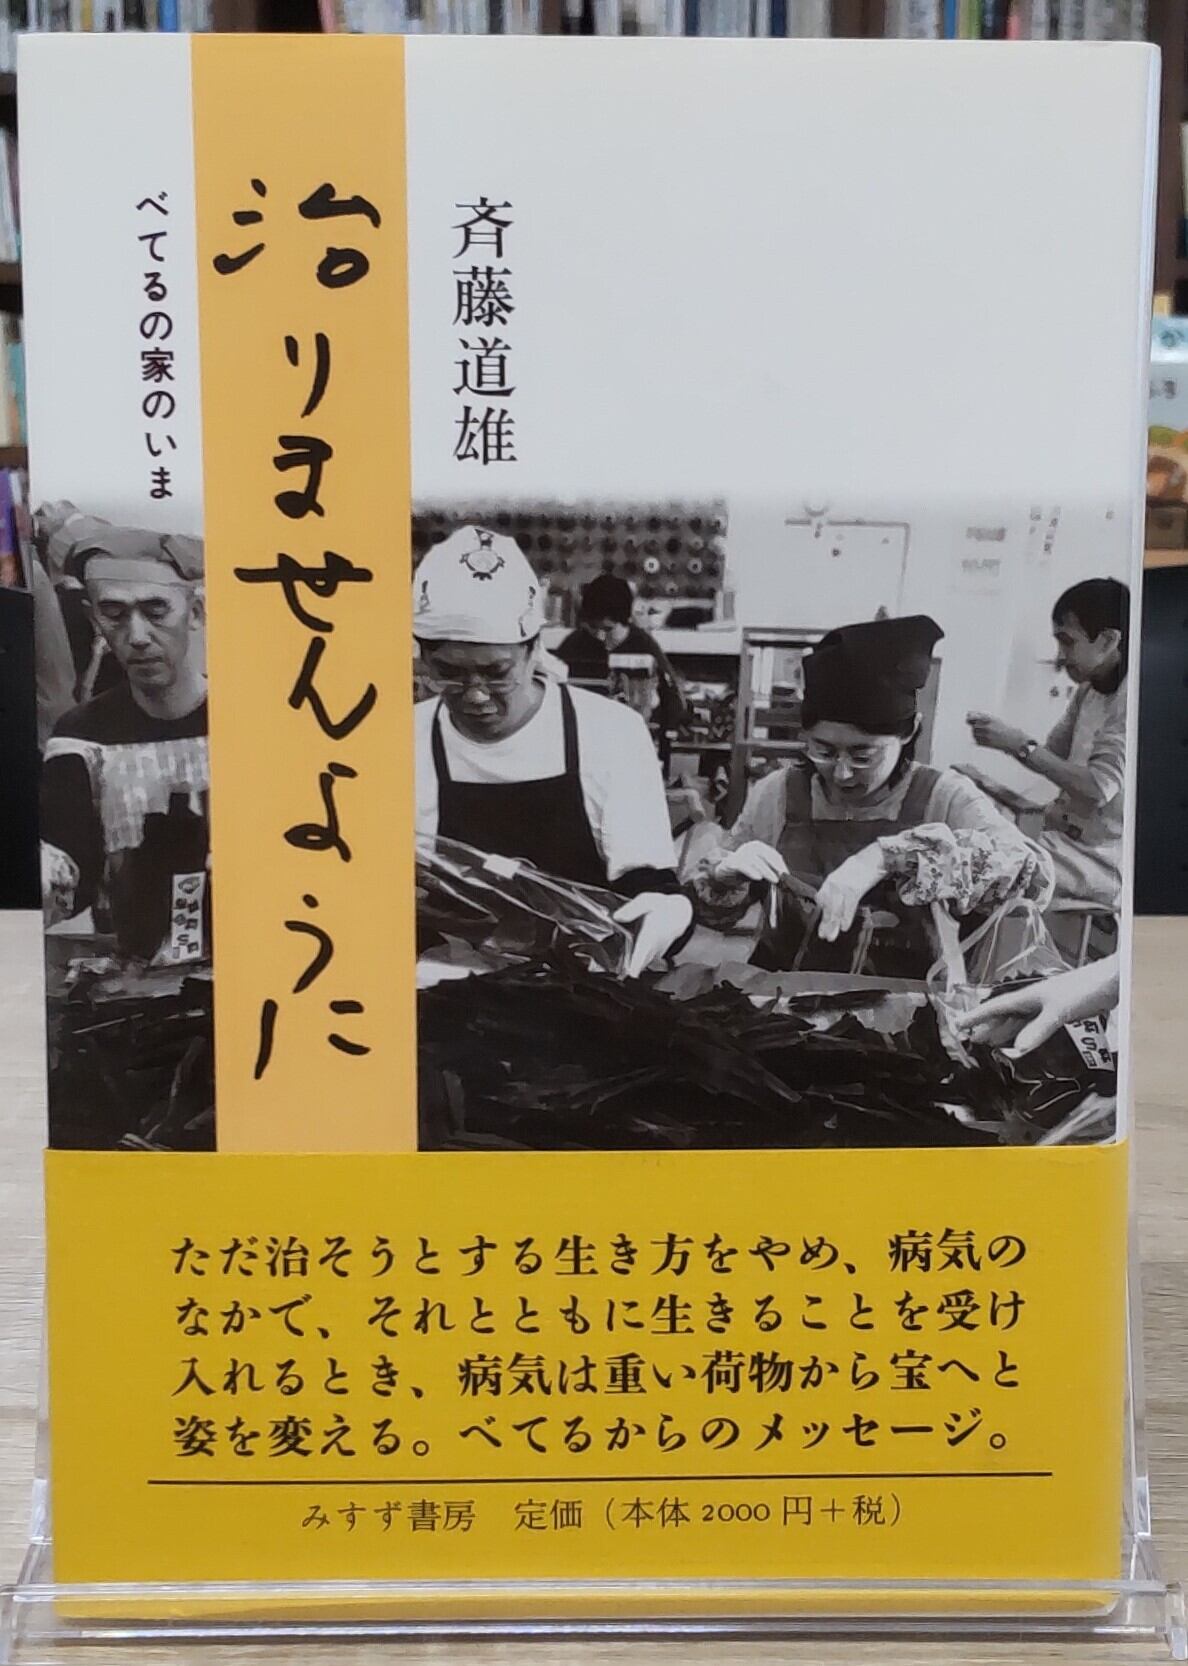 斉藤道雄
治りませんように
べてるの家のいま
ただ治そうとする生き方をやめ、病気の
なかで、それとともに生きることを受け
入れるとき、病気は重い荷物から宝へと
姿を変える。べてるからのメッセージ。
みすず書房 定価（本体 2000 円＋税）